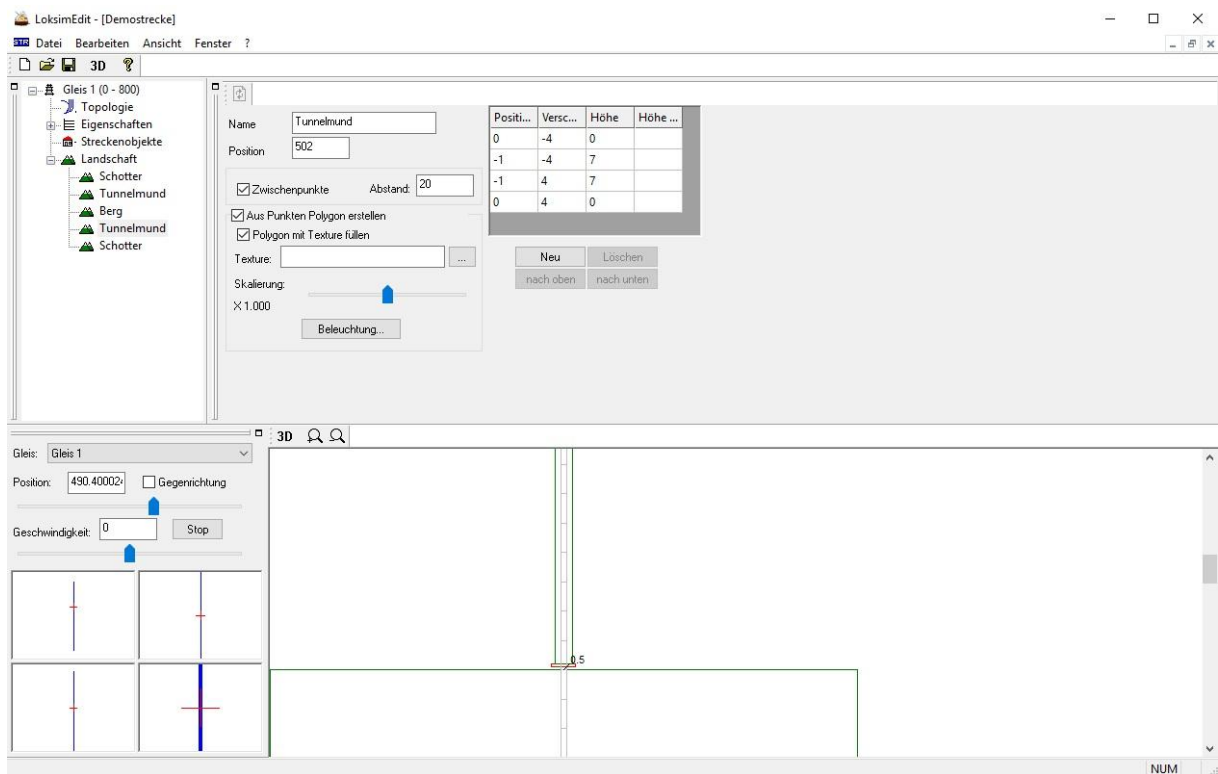 LoksimEdit - [Demostrecke]
STR Datei Bearbeiten Ansicht Fenster ?
3D
Gleis 1 (0 - 800)
Topologie
Eigenschaften
Streckenobjekte
Landschaft
Schotter
Tunnelmund
Berg
Tunnelmund
Schotter
Name Tunnelmund
Position 502
Zwischenpunkte Abstand: 20
Aus Punkten Polygon erstellen
Polygon mit Texture füllen
Texture: ...
Skalierung:
X 1.000
Beleuchtung...
Positi... Versc... Höhe Höhe ...
0 -4 0
-1 -4 7
-1 4 7
0 4 0
Neu Löschen
nach oben nach unten
Gleis: Gleis 1
Position: 490.40002 Gegenrichtung
Geschwindigkeit: 0 Stop
3D
0.5
NUM